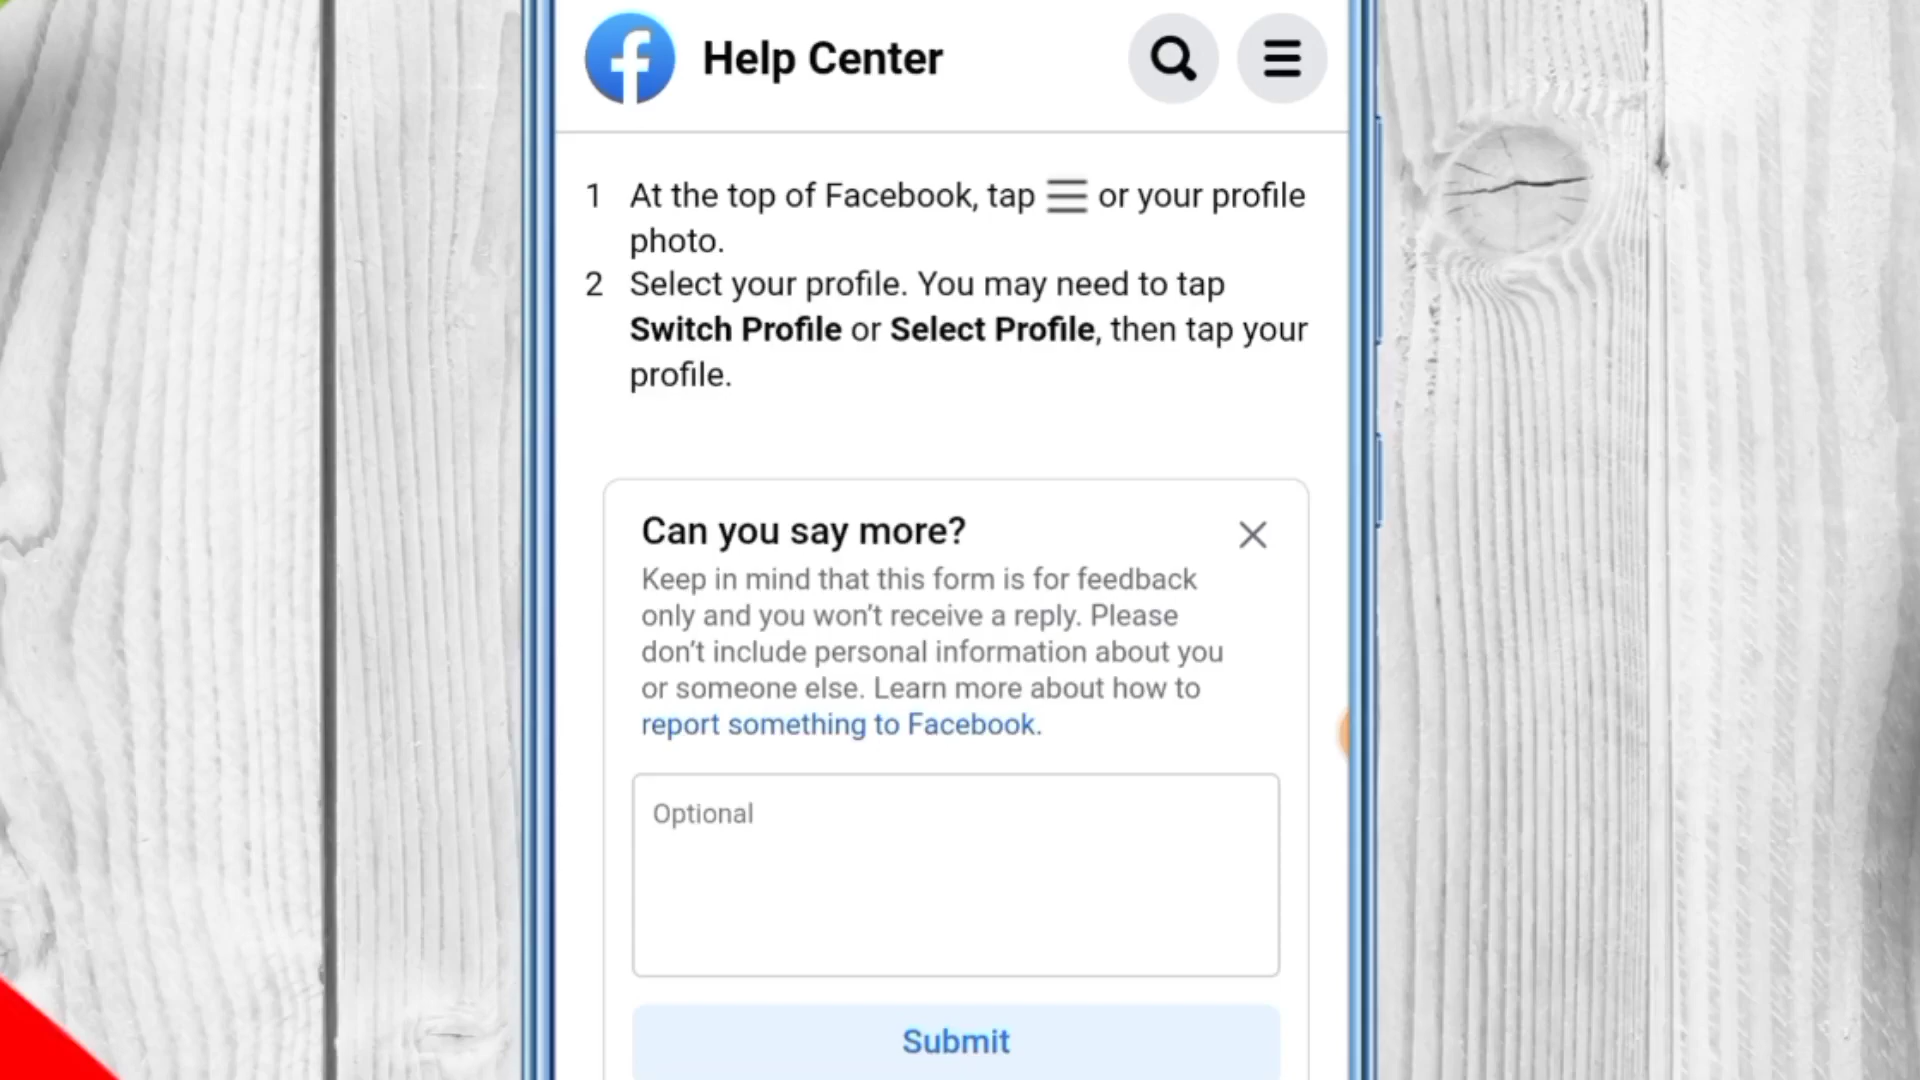 Help Center
1 At the top of Facebook, tap or your profile
photo.
2 Select your profile. You may need to tap
Switch Profile or Select Profile, then tap your
profile.
Can you say more?
Keep in mind that this form is for feedback
only and you won't receive a reply. Please
don't include personal information about you
or someone else. Learn more about how to
report something to Facebook.
Optional
Submit